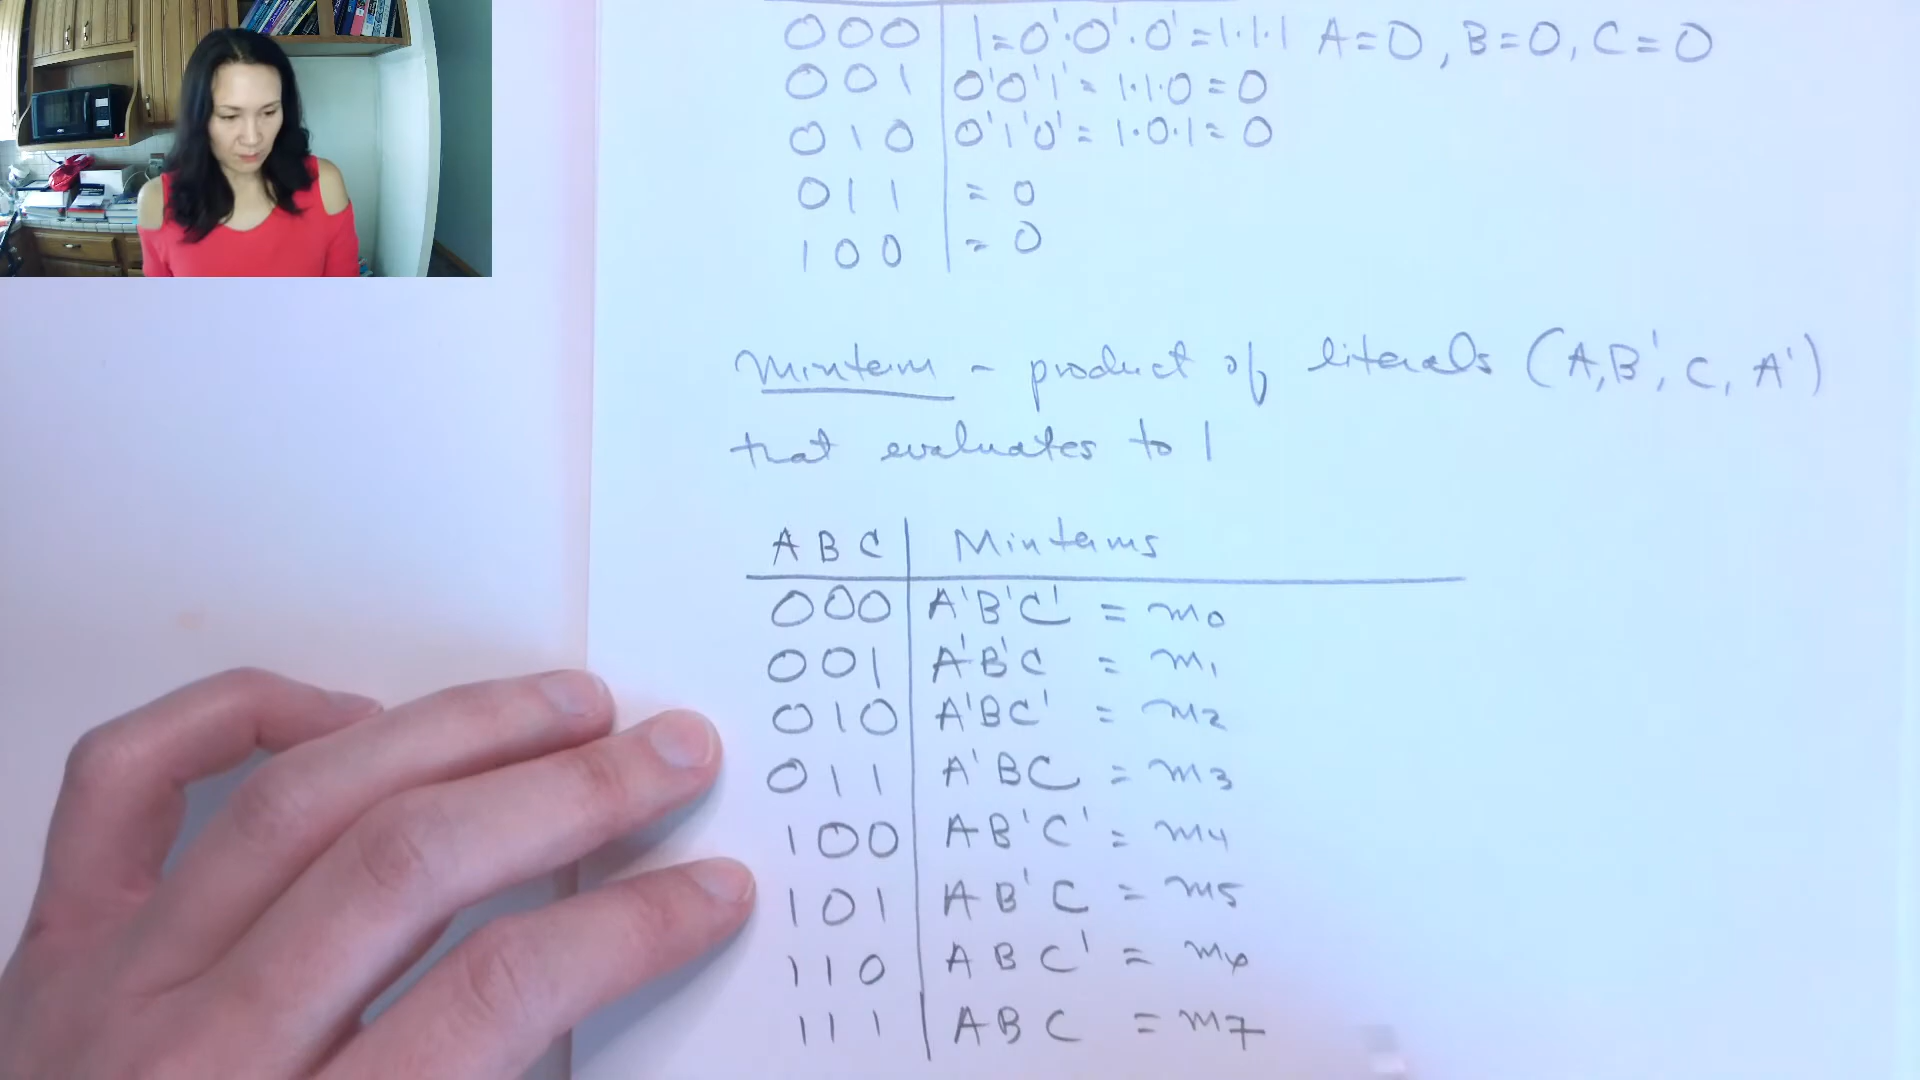 000 | 1=0'·0'·0'=1·1·1 A=0, B=0, C=0
001 | 0'0'1'=1·1·0=0
010 | 0'1'0'=1·0·1=0
011 | =0
100 | =0
Minterm - product of literals (A, B', C, A')
that evaluates to 1
A B C | Minterms
000 | A'B'C' = m0
001 | A'B'C = m1
010 | A'BC' = m2
011 | A'BC = m3
100 | AB'C' = m4
101 | AB'C = m5
110 | ABC' = m6
111 | ABC = m7